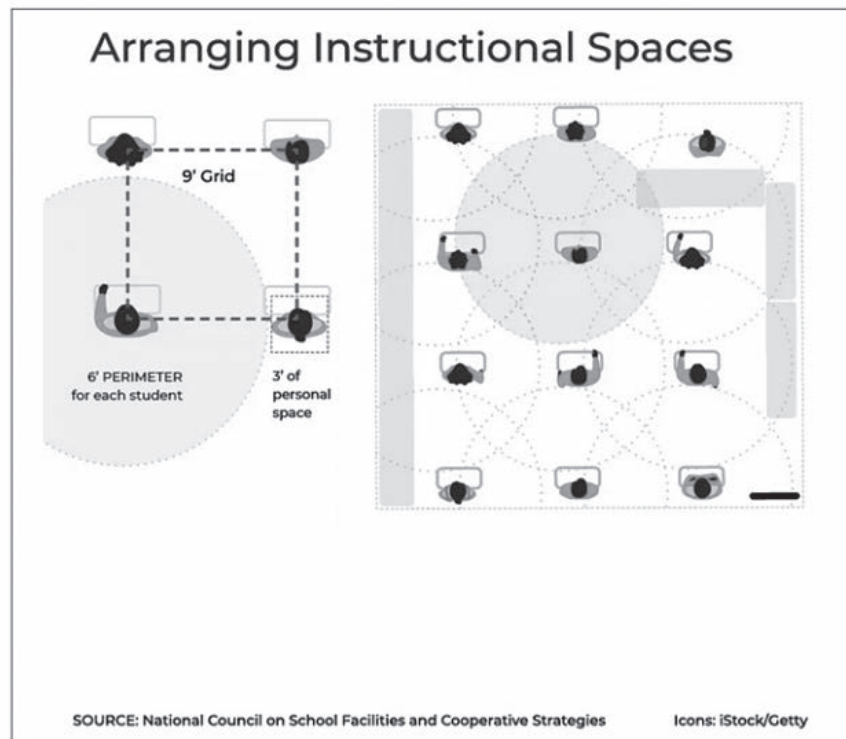 Arranging Instructional Spaces
9' Grid
6' PERIMETER
for each student
3' of
personal
space
SOURCE: National Council on School Facilities and Cooperative Strategies
Icons: iStock/Getty